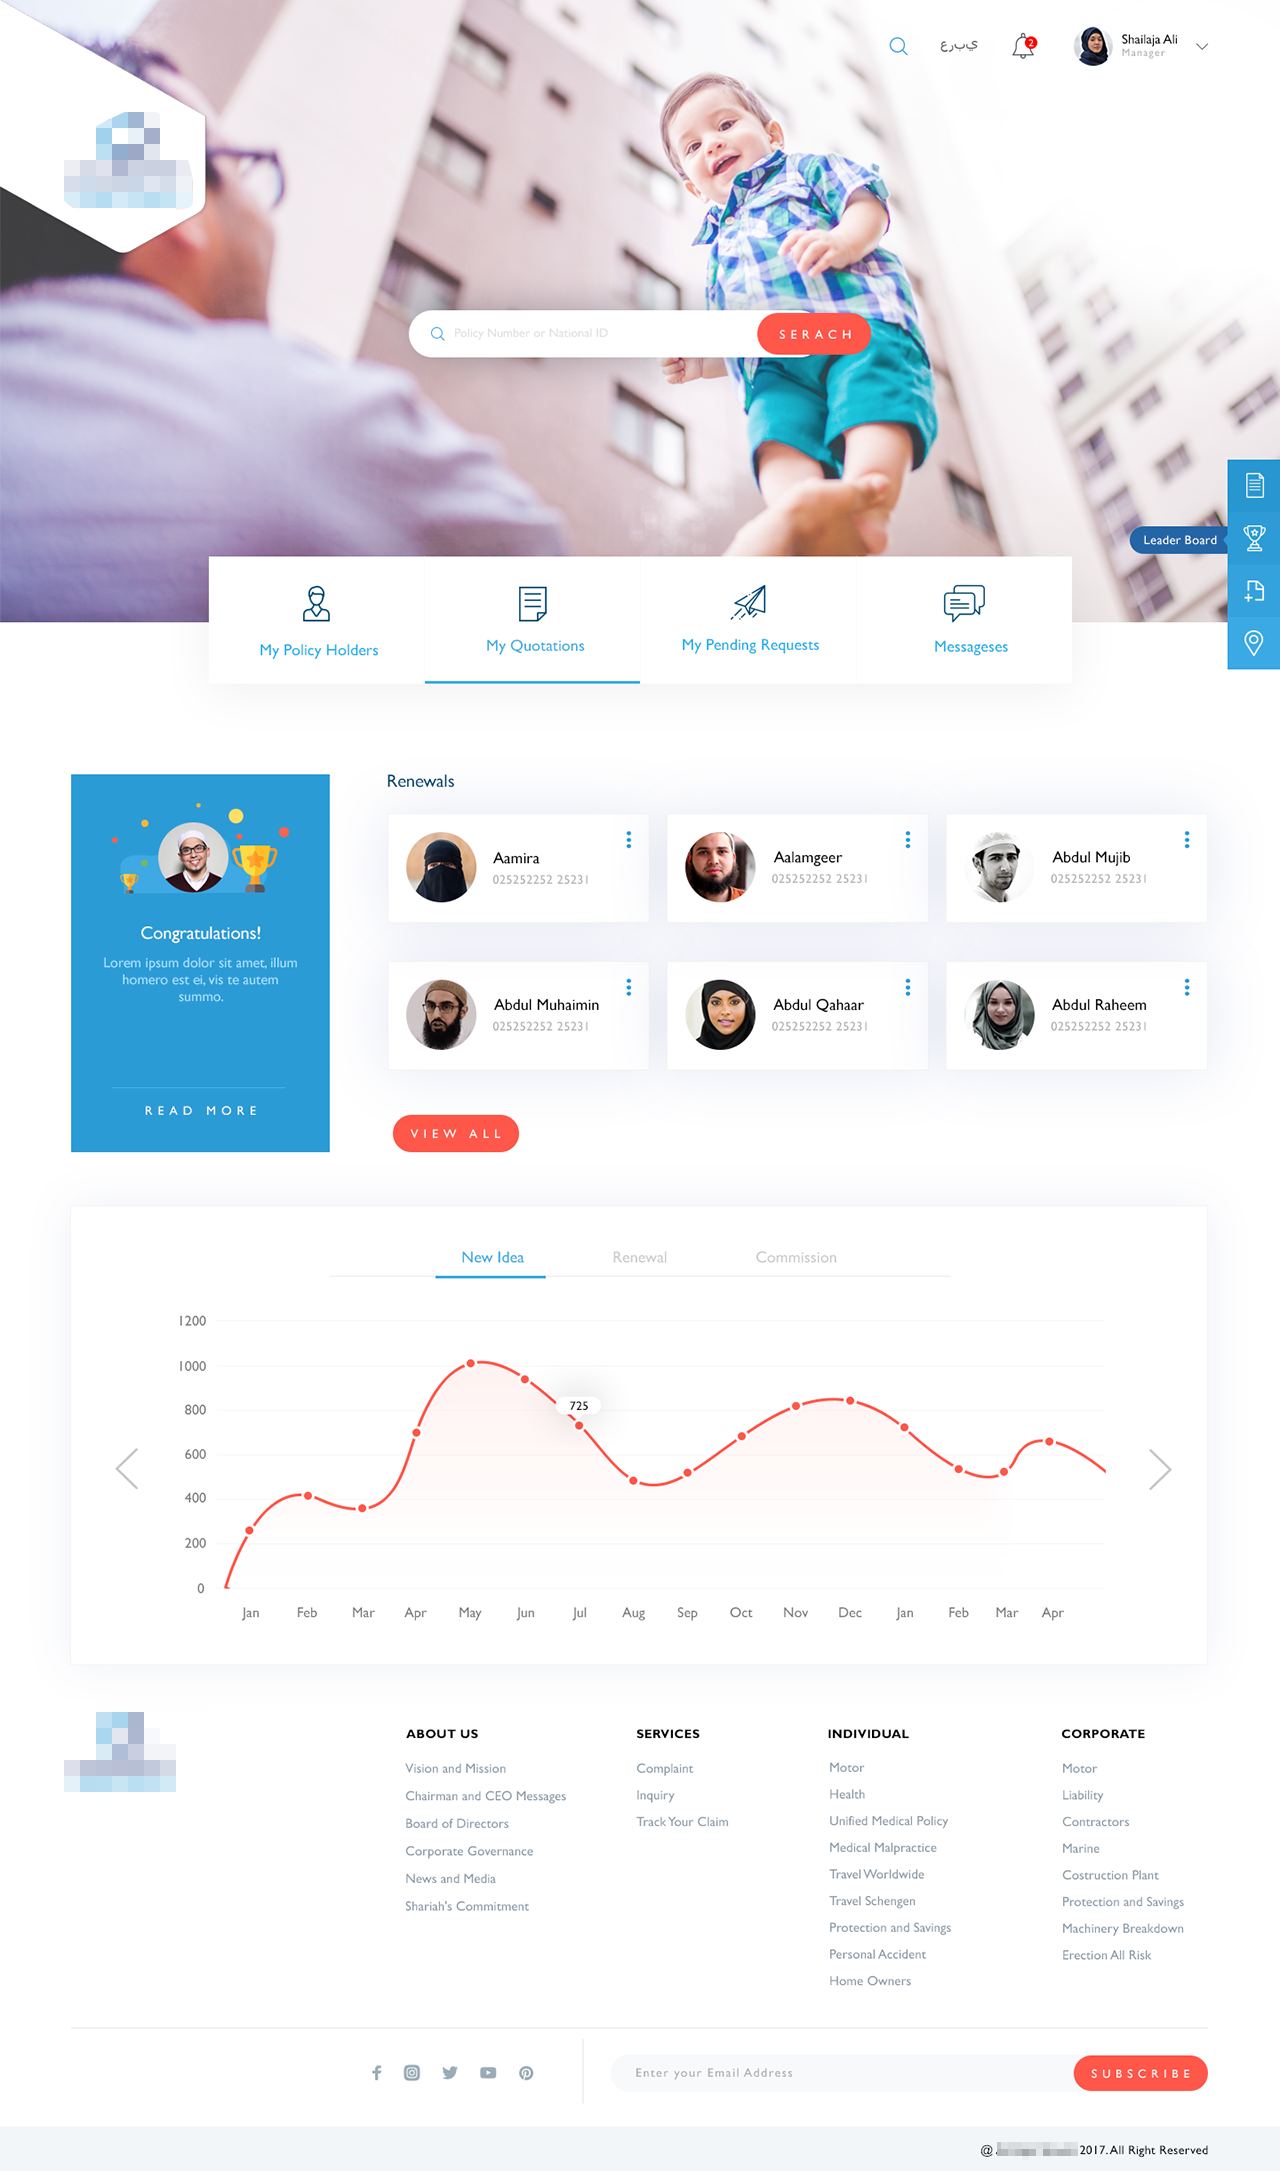 ي‌ب‌ر‌ع
2
Shailaja Ali
Manager
Policy Number or National ID
SERACH
Leader Board
My Policy Holders
My Quotations
My Pending Requests
Messageses
Congratulations!
Lorem ipsum dolor sit amet, illum
homero est ei, vis te autem
summo.
READ MORE
Renewals
Aamira
025252252 25231
Aalamgeer
025252252 25231
Abdul Mujib
025252252 25231
Abdul Muhaimin
025252252 25231
Abdul Qahaar
025252252 25231
Abdul Raheem
025252252 25231
VIEW ALL
New Idea
Renewal
Commission
1200
1000
800
600
400
200
0
725
Jan Feb Mar Apr May Jun Jul Aug Sep Oct Nov Dec Jan Feb Mar Apr
ABOUT US
Vision and Mission
Chairman and CEO Messages
Board of Directors
Corporate Governance
News and Media
Shariah's Commitment
SERVICES
Complaint
Inquiry
Track Your Claim
INDIVIDUAL
Motor
Health
Unified Medical Policy
Medical Malpractice
Travel Worldwide
Travel Schengen
Protection and Savings
Personal Accident
Home Owners
CORPORATE
Motor
Liability
Contractors
Marine
Costruction Plant
Protection and Savings
Machinery Breakdown
Erection All Risk
Enter your Email Address
SUBSCRIBE
@ 2017. All Right Reserved